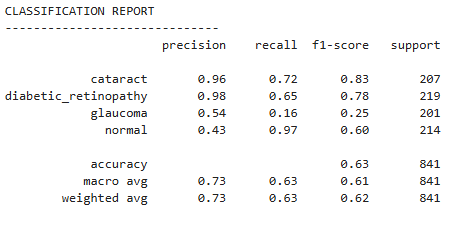 CLASSIFICATION REPORT
------------------------------
precision recall f1-score support
cataract 0.96 0.72 0.83 207
diabetic_retinopathy 0.98 0.65 0.78 219
glaucoma 0.54 0.16 0.25 201
normal 0.43 0.97 0.60 214
accuracy 0.63 841
macro avg 0.73 0.63 0.61 841
weighted avg 0.73 0.63 0.62 841